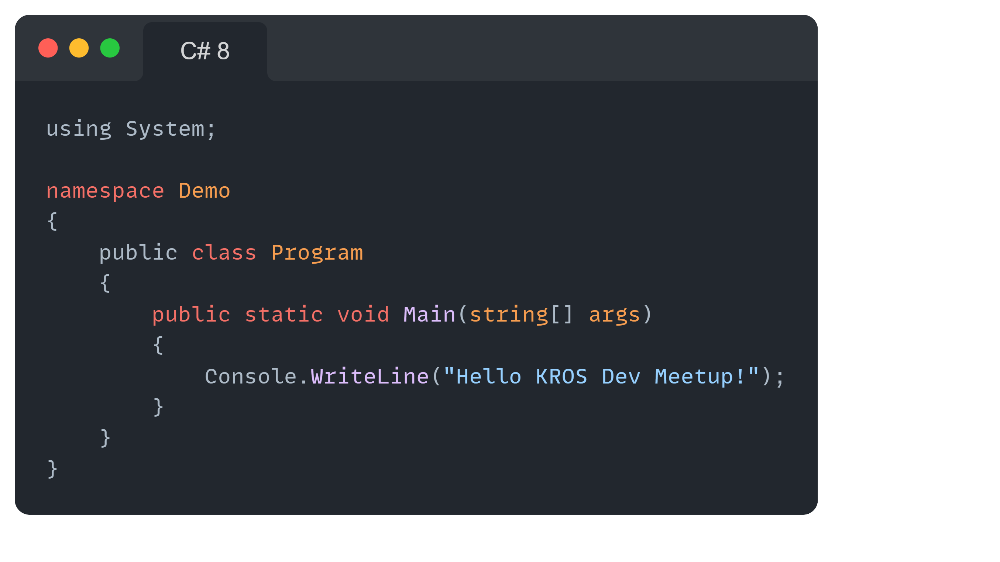 C# 8
using System;
namespace Demo
{
    public class Program
    {
        public static void Main(string[] args)
        {
            Console.WriteLine("Hello KROS Dev Meetup!");
        }
    }
}